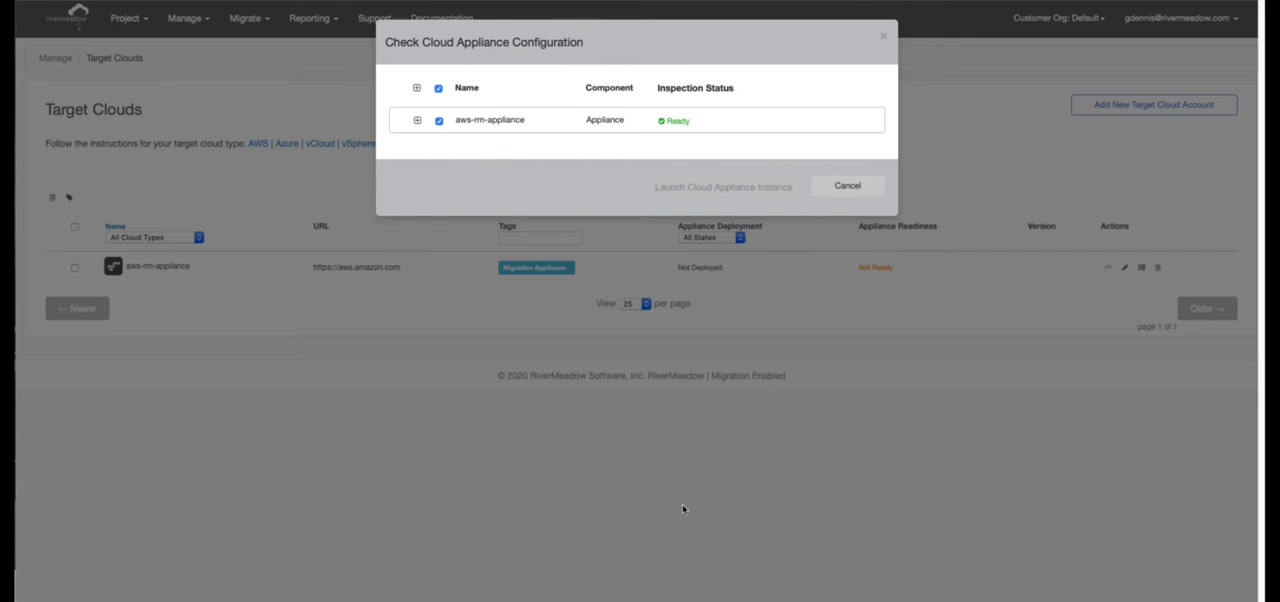 rivermeadow
Project Manage Migrate Reporting Support Documentation Customer Org: Default gdennis@rivermeadow.com
Check Cloud Appliance Configuration ×
Manage / Target Clouds
Name Component Inspection Status
Target Clouds
Add New Target Cloud Account
aws-rm-appliance Appliance Ready
Follow the instructions for your target cloud type: AWS | Azure | vCloud | vSphere
Launch Cloud Appliance Instance Cancel
Name URL Tags Appliance Deployment Appliance Readiness Version Actions
All Cloud Types All States
aws-rm-appliance https://aws.amazon.com Migration Appliance Not Deployed Not Ready
← Newer View 25 per page Older →
page 1 of 1
© 2020 RiverMeadow Software, Inc. RiverMeadow | Migration Enabled